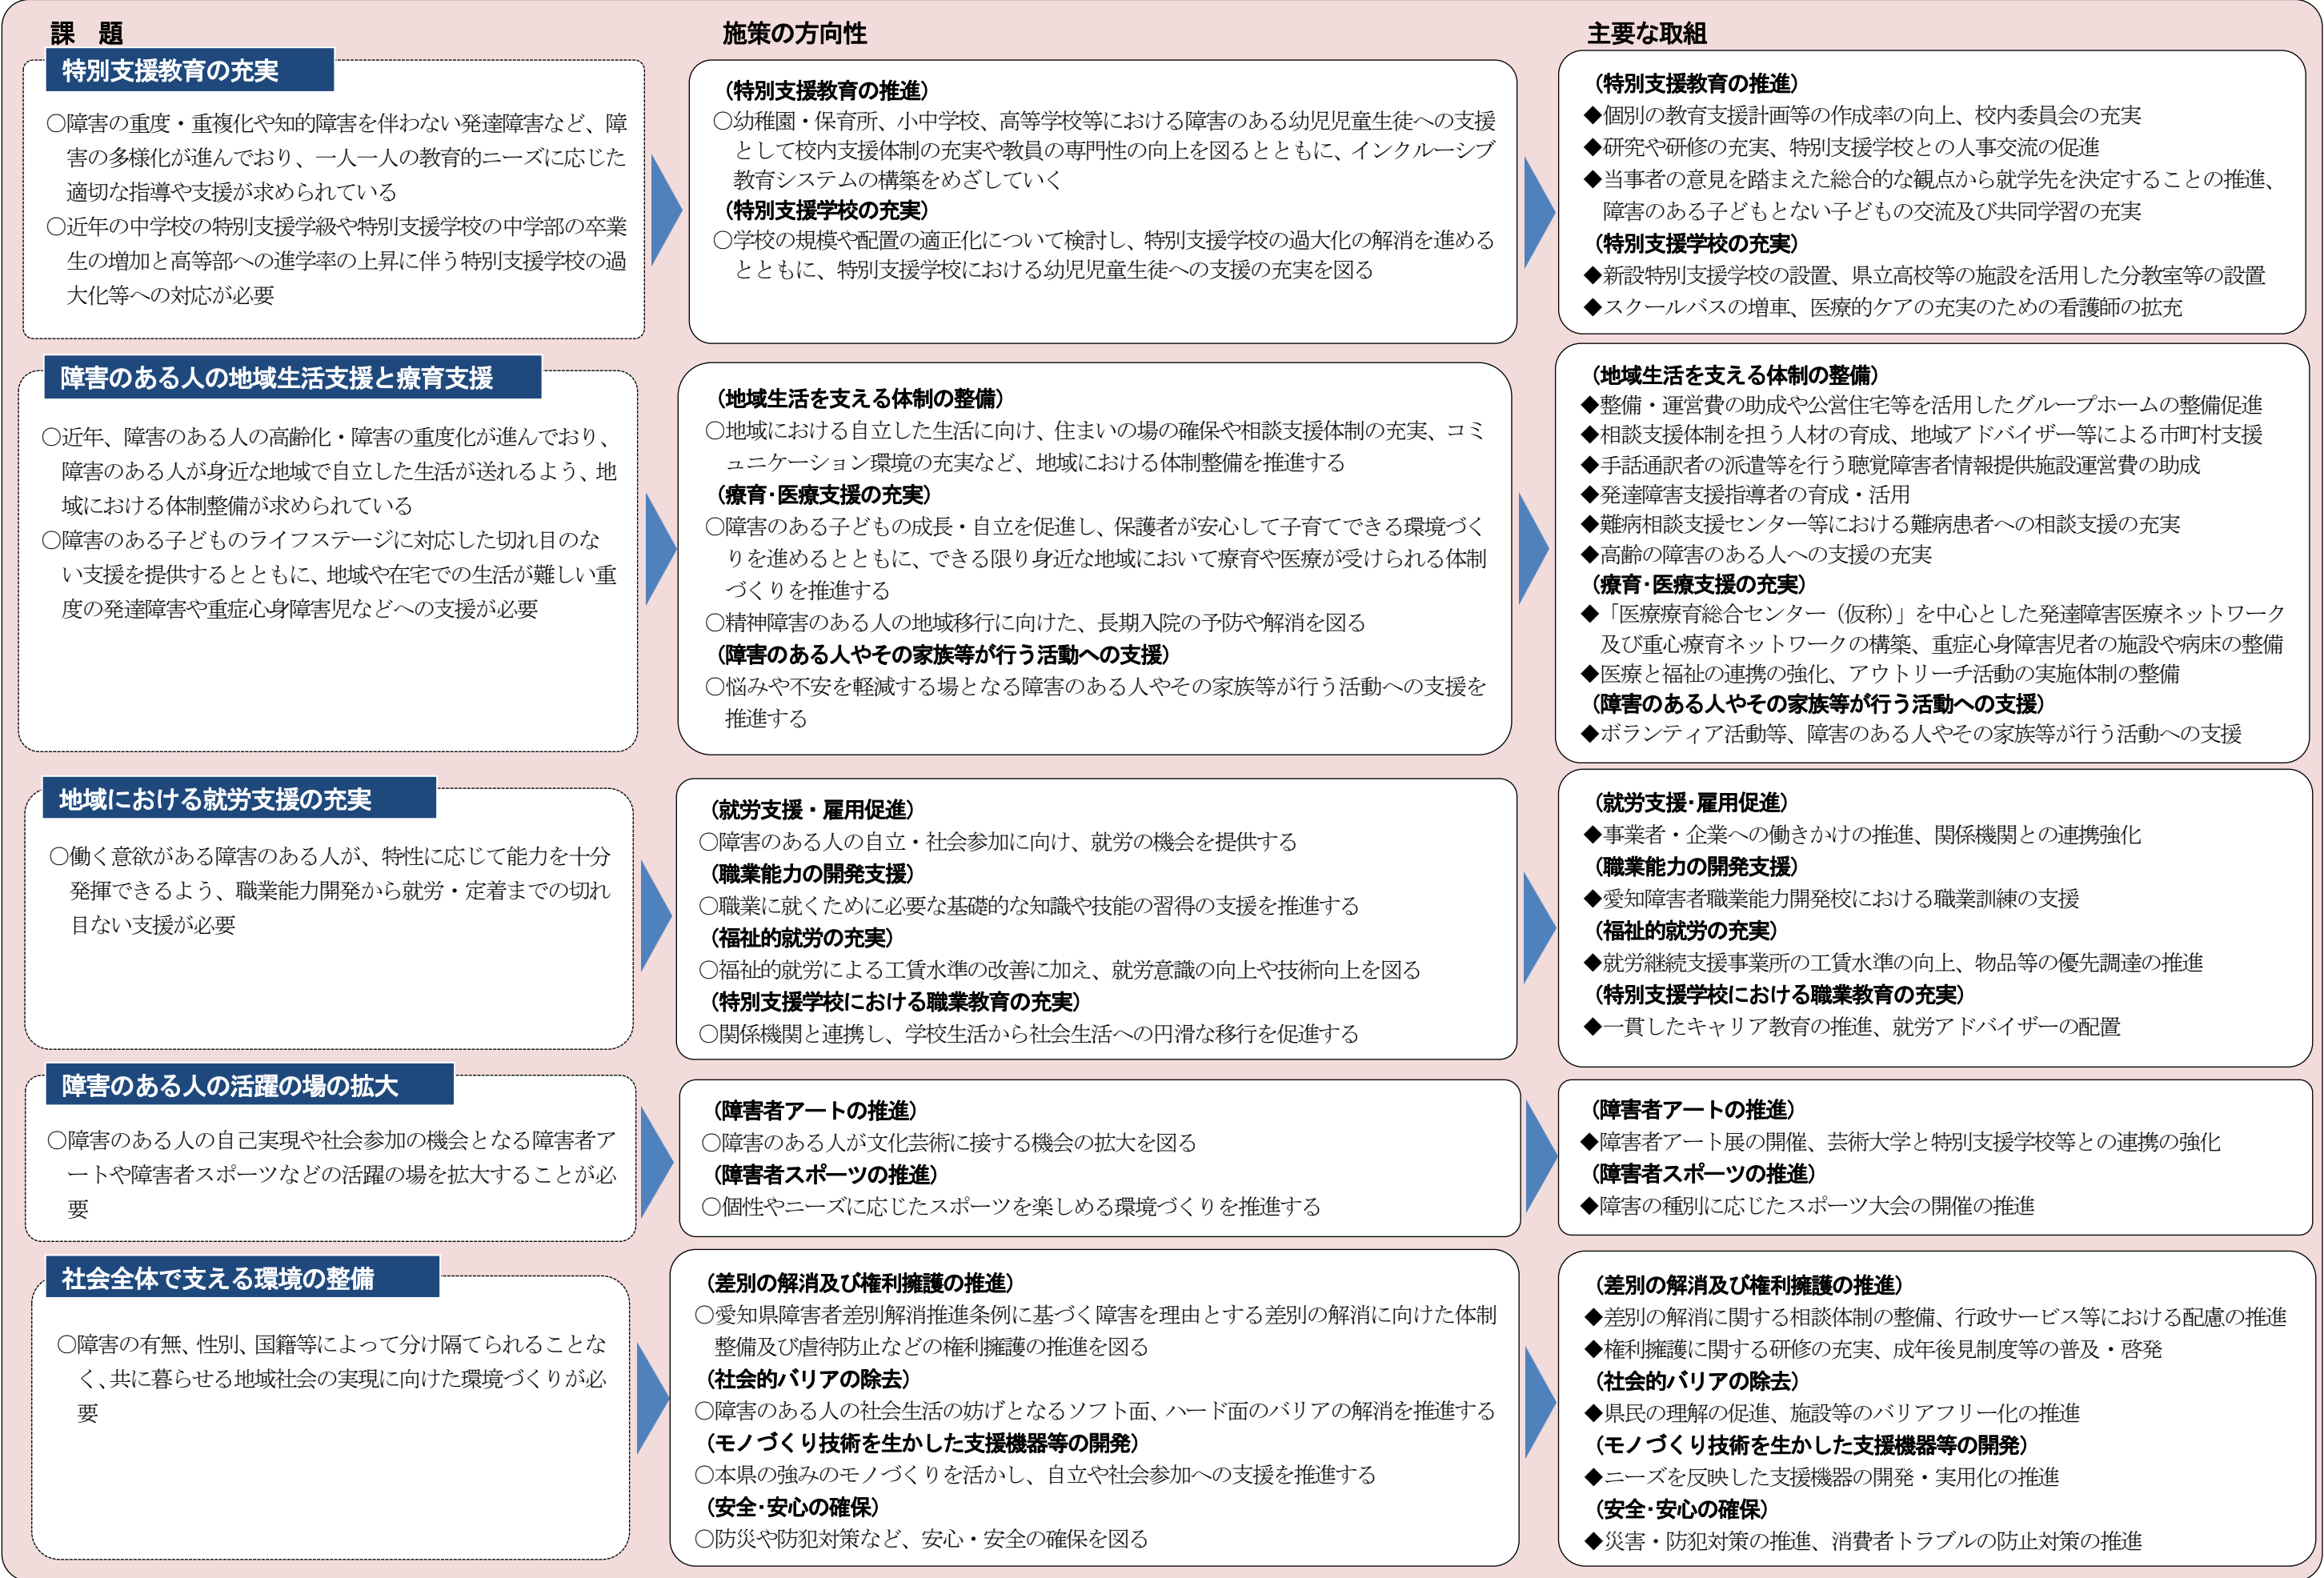 課　題
施策の方向性
主要な取組
特別支援教育の充実
○障害の重度・重複化や知的障害を伴わない発達障害など、障
害の多様化が進んでおり、一人一人の教育的ニーズに応じた
適切な指導や支援が求められている
○近年の中学校の特別支援学級や特別支援学校の中学部の卒業
生の増加と高等部への進学率の上昇に伴う特別支援学校の過
大化等への対応が必要
（特別支援教育の推進）
○幼稚園・保育所、小中学校、高等学校等における障害のある幼児児童生徒への支援
として校内支援体制の充実や教員の専門性の向上を図るとともに、インクルーシブ
教育システムの構築をめざしていく
（特別支援学校の充実）
○学校の規模や配置の適正化について検討し、特別支援学校の過大化の解消を進める
とともに、特別支援学校における幼児児童生徒への支援の充実を図る
（特別支援教育の推進）
◆個別の教育支援計画等の作成率の向上、校内委員会の充実
◆研究や研修の充実、特別支援学校との人事交流の促進
◆当事者の意見を踏まえた総合的な観点から就学先を決定することの推進、
障害のある子どもとない子どもの交流及び共同学習の充実
（特別支援学校の充実）
◆新設特別支援学校の設置、県立高校等の施設を活用した分教室等の設置
◆スクールバスの増車、医療的ケアの充実のための看護師の拡充
障害のある人の地域生活支援と療育支援
○近年、障害のある人の高齢化・障害の重度化が進んでおり、
障害のある人が身近な地域で自立した生活が送れるよう、地
域における体制整備が求められている
○障害のある子どものライフステージに対応した切れ目のな
い支援を提供するとともに、地域や在宅での生活が難しい重
度の発達障害や重症心身障害児などへの支援が必要
（地域生活を支える体制の整備）
○地域における自立した生活に向け、住まいの場の確保や相談支援体制の充実、コミ
ュニケーション環境の充実など、地域における体制整備を推進する
（療育･医療支援の充実）
○障害のある子どもの成長・自立を促進し、保護者が安心して子育てできる環境づく
りを進めるとともに、できる限り身近な地域において療育や医療が受けられる体制
づくりを推進する
○精神障害のある人の地域移行に向けた、長期入院の予防や解消を図る
（障害のある人やその家族等が行う活動への支援）
○悩みや不安を軽減する場となる障害のある人やその家族等が行う活動への支援を
推進する
（地域生活を支える体制の整備）
◆整備・運営費の助成や公営住宅等を活用したグループホームの整備促進
◆相談支援体制を担う人材の育成、地域アドバイザー等による市町村支援
◆手話通訳者の派遣等を行う聴覚障害者情報提供施設運営費の助成
◆発達障害支援指導者の育成・活用
◆難病相談支援センター等における難病患者への相談支援の充実
◆高齢の障害のある人への支援の充実
（療育･医療支援の充実）
◆「医療療育総合センター（仮称）」を中心とした発達障害医療ネットワーク
及び重心療育ネットワークの構築、重症心身障害児者の施設や病床の整備
◆医療と福祉の連携の強化、アウトリーチ活動の実施体制の整備
（障害のある人やその家族等が行う活動への支援）
◆ボランティア活動等、障害のある人やその家族等が行う活動への支援
地域における就労支援の充実
○働く意欲がある障害のある人が、特性に応じて能力を十分
発揮できるよう、職業能力開発から就労・定着までの切れ
目ない支援が必要
（就労支援・雇用促進）
○障害のある人の自立・社会参加に向け、就労の機会を提供する
（職業能力の開発支援）
○職業に就くために必要な基礎的な知識や技能の習得の支援を推進する
（福祉的就労の充実）
○福祉的就労による工賃水準の改善に加え、就労意識の向上や技術向上を図る
（特別支援学校における職業教育の充実）
○関係機関と連携し、学校生活から社会生活への円滑な移行を促進する
（就労支援･雇用促進）
◆事業者・企業への働きかけの推進、関係機関との連携強化
（職業能力の開発支援）
◆愛知障害者職業能力開発校における職業訓練の支援
（福祉的就労の充実）
◆就労継続支援事業所の工賃水準の向上、物品等の優先調達の推進
（特別支援学校における職業教育の充実）
◆一貫したキャリア教育の推進、就労アドバイザーの配置
障害のある人の活躍の場の拡大
○障害のある人の自己実現や社会参加の機会となる障害者ア
ートや障害者スポーツなどの活躍の場を拡大することが必
要
（障害者アートの推進）
○障害のある人が文化芸術に接する機会の拡大を図る
（障害者スポーツの推進）
○個性やニーズに応じたスポーツを楽しめる環境づくりを推進する
（障害者アートの推進）
◆障害者アート展の開催、芸術大学と特別支援学校等との連携の強化
（障害者スポーツの推進）
◆障害の種別に応じたスポーツ大会の開催の推進
社会全体で支える環境の整備
○障害の有無、性別、国籍等によって分け隔てられることな
く、共に暮らせる地域社会の実現に向けた環境づくりが必
要
（差別の解消及び権利擁護の推進）
○愛知県障害者差別解消推進条例に基づく障害を理由とする差別の解消に向けた体制
整備及び虐待防止などの権利擁護の推進を図る
（社会的バリアの除去）
○障害のある人の社会生活の妨げとなるソフト面、ハード面のバリアの解消を推進する
（モノづくり技術を生かした支援機器等の開発）
○本県の強みのモノづくりを活かし、自立や社会参加への支援を推進する
（安全･安心の確保）
○防災や防犯対策など、安心・安全の確保を図る
（差別の解消及び権利擁護の推進）
◆差別の解消に関する相談体制の整備、行政サービス等における配慮の推進
◆権利擁護に関する研修の充実、成年後見制度等の普及・啓発
（社会的バリアの除去）
◆県民の理解の促進、施設等のバリアフリー化の推進
（モノづくり技術を生かした支援機器等の開発）
◆ニーズを反映した支援機器の開発・実用化の推進
（安全･安心の確保）
◆災害・防犯対策の推進、消費者トラブルの防止対策の推進